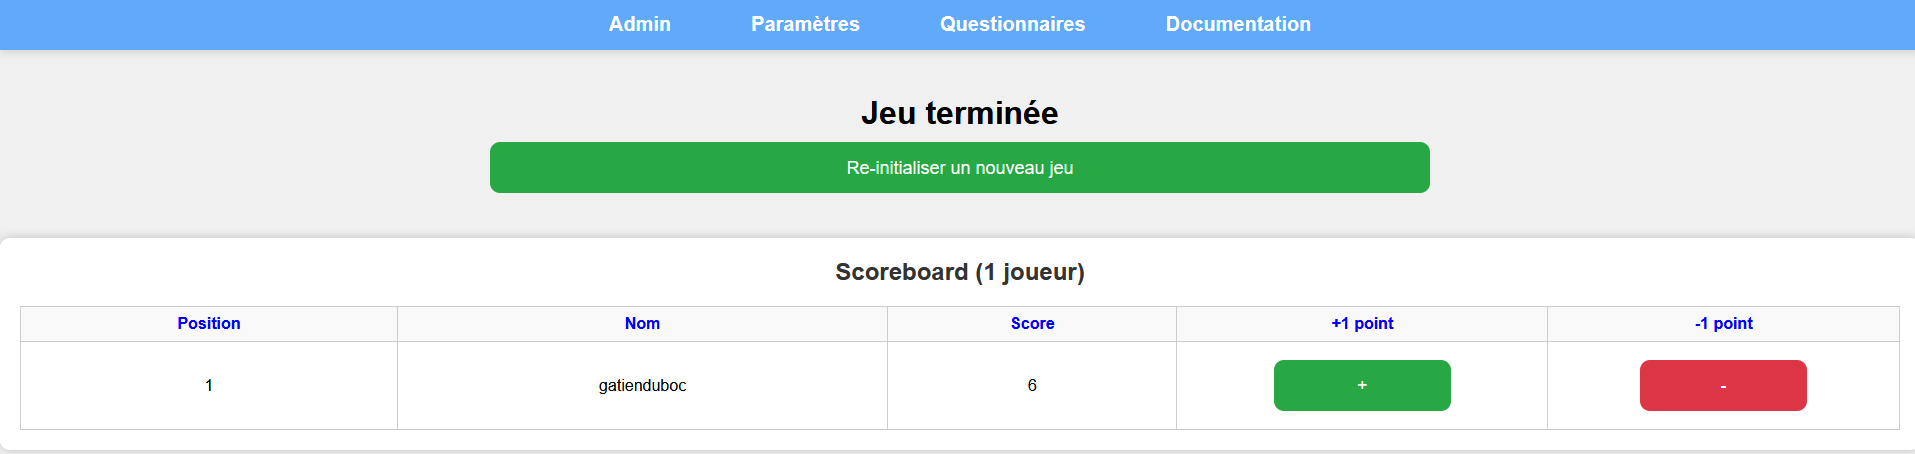 Admin Paramètres Questionnaires Documentation
Jeu terminée
Re-initialiser un nouveau jeu
Scoreboard (1 joueur)
Position Nom Score +1 point -1 point
1 gatienduboc 6 + -